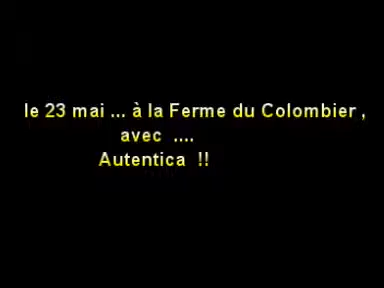 le 23 mai ... à la Ferme du Colombier ,
avec ....
Autentica !!